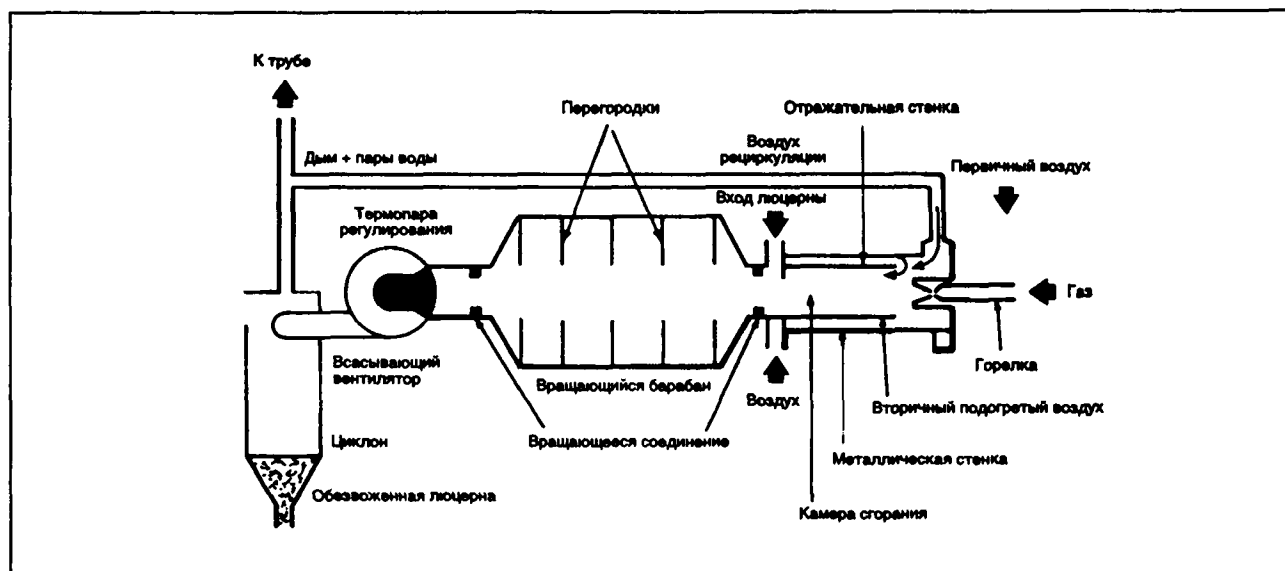 К трубе
Перегородки
Отражательная стенка
Дым + пары воды
Воздух
рециркуляции
Первичный воздух
Вход люцерны
Термопара
регулирования
Газ
Всасывающий
вентилятор
Вращающийся барабан
Воздух
Горелка
Вторичный подогретый воздух
Циклон
Вращающееся соединение
Металлическая стенка
Обезвоженная люцерна
Камера сгорания